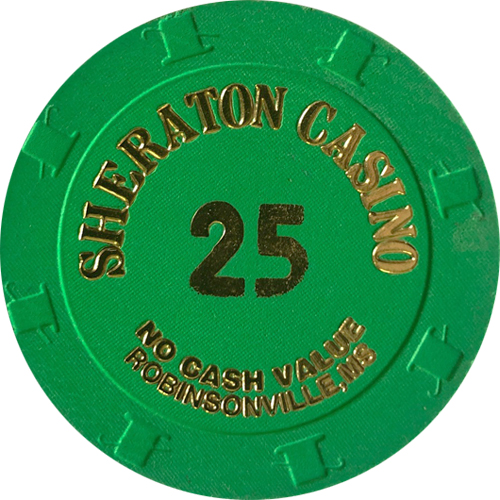 SHERATON CASINO
25
NO CASH VALUE
ROBINSONVILLE, MS